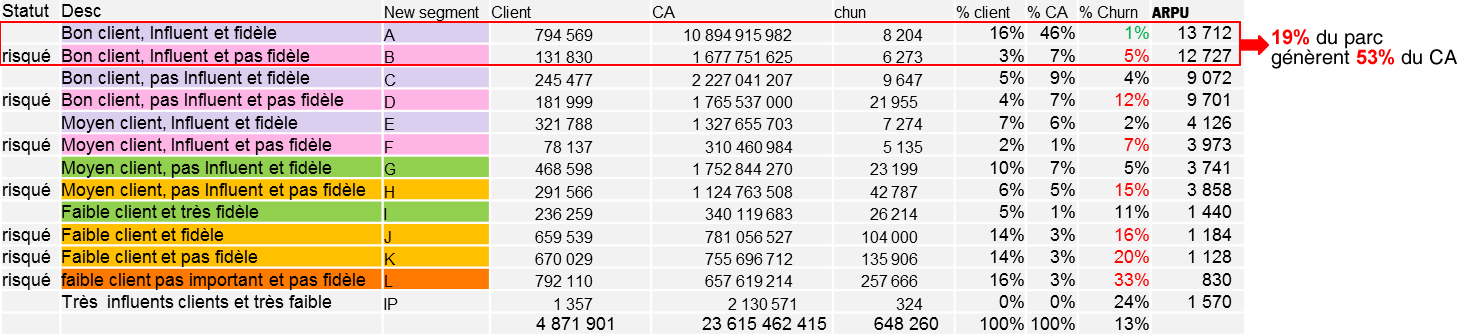 Statut Desc New segment Client CA chun % client % CA % Churn ARPU
Bon client, Influent et fidèle A 794 569 10 894 915 982 8 204 16% 46% 1% 13 712
risqué Bon client, Influent et pas fidèle B 131 830 1 677 751 625 6 273 3% 7% 5% 12 727
19% du parc
génèrent 53% du CA
Bon client, pas Influent et fidèle C 245 477 2 227 041 207 9 647 5% 9% 4% 9 072
risqué Bon client, pas Influent et pas fidèle D 181 999 1 765 537 000 21 955 4% 7% 12% 9 701
Moyen client, Influent et fidèle E 321 788 1 327 655 703 7 274 7% 6% 2% 4 126
risqué Moyen client, Influent et pas fidèle F 78 137 310 460 984 5 135 2% 1% 7% 3 973
Moyen client, pas Influent et fidèle G 468 598 1 752 844 270 23 199 10% 7% 5% 3 741
risqué Moyen client, pas Influent et pas fidèle H 291 566 1 124 763 508 42 787 6% 5% 15% 3 858
Faible client et très fidèle I 236 259 340 119 683 26 214 5% 1% 11% 1 440
risqué Faible client et fidèle J 659 539 781 056 527 104 000 14% 3% 16% 1 184
risqué Faible client et pas fidèle K 670 029 755 696 712 135 906 14% 3% 20% 1 128
risqué faible client pas important et pas fidèle L 792 110 657 619 214 257 666 16% 3% 33% 830
Très influents clients et très faible IP 1 357 2 130 571 324 0% 0% 24% 1 570
4 871 901 23 615 462 415 648 260 100% 100% 13%